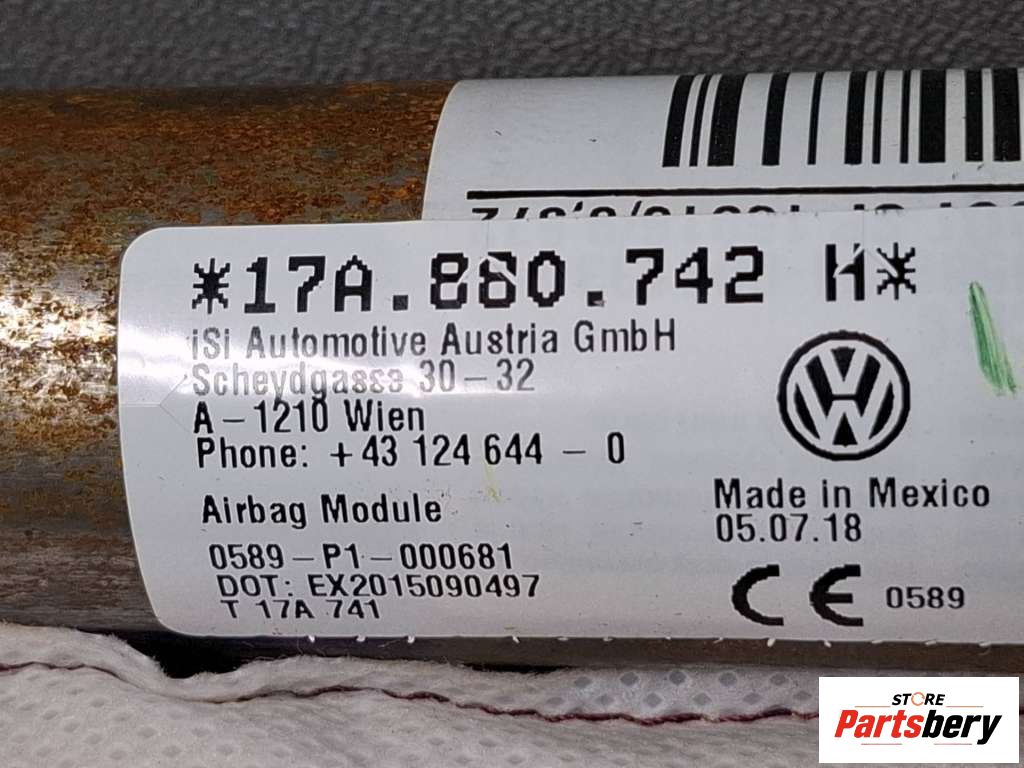 *17A.880.742 H*
iSi Automotive Austria GmbH
Scheydgasse 30-32
A-1210 Wien
Phone: +43 124 644 - 0
Airbag Module
0589-P1-000681
DOT: EX2015090497
T 17A 741
VW
Made in Mexico
05.07.18
CE 0589
STORE
Partsbery